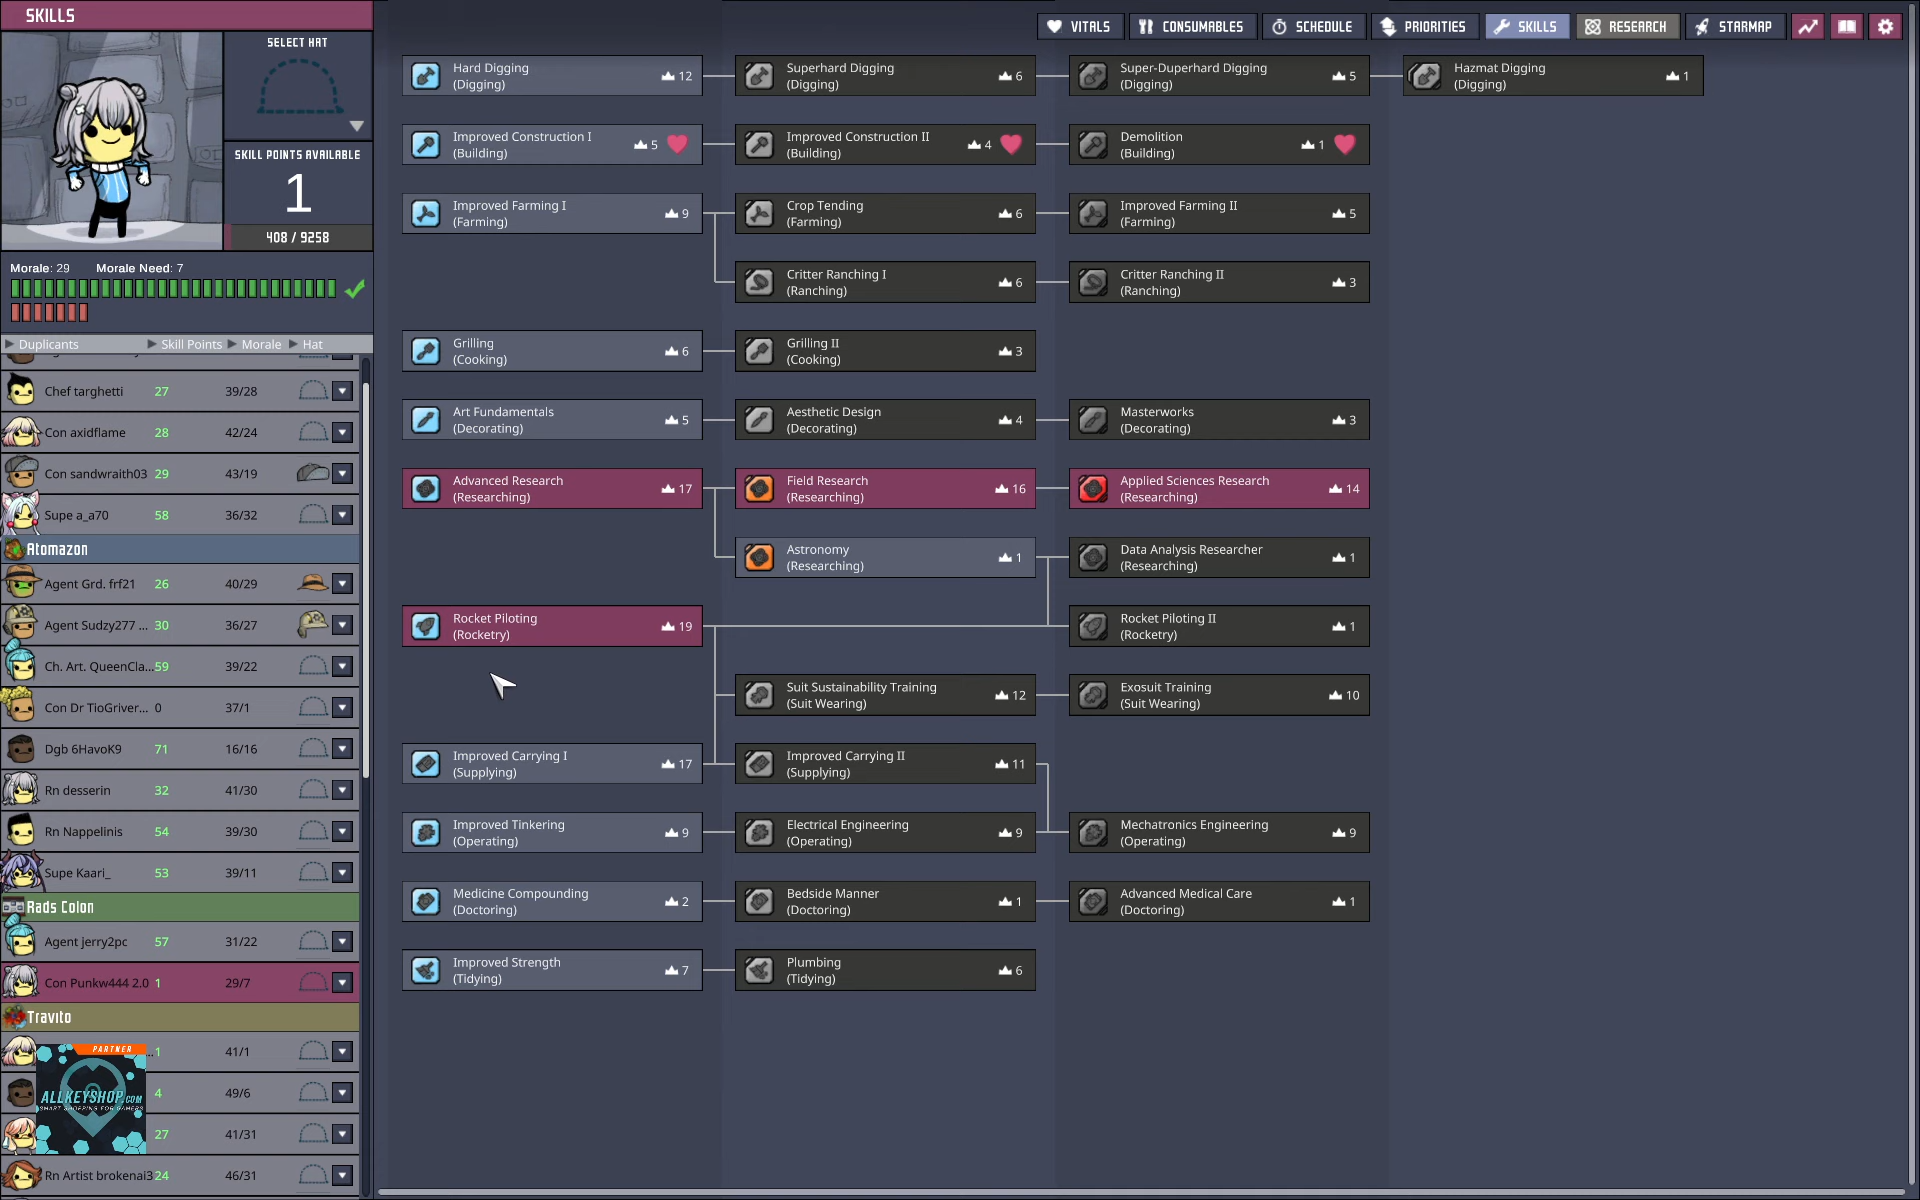 SKILLS
VITALS
CONSUMABLES
SCHEDULE
PRIORITIES
SKILLS
RESEARCH
STARMAP
SELECT HAT
SKILL POINTS AVAILABLE
1
408 / 9258
Morale: 29 Morale Need: 7
Duplicants Skill Points Morale Hat
Chef targhetti 27 39/28
Con axidflame 28 42/24
Con sandwraith03 29 43/19
Supe a_a70 58 36/32
Atomazon
Agent Grd. frf21 26 40/29
Agent Sudzy277 ... 30 36/27
Ch. Art. QueenCla... 59 39/22
Con Dr TioGriver... 0 37/1
Dgb 6HavoK9 71 16/16
Rn desserin 32 41/30
Rn Nappelinis 54 39/30
Supe Kaari_ 53 39/11
Rads Colon
Agent jerry2pc 57 31/22
Con Punkw444 2.0 1 29/7
Travito
...1 41/1
4 49/6
27 41/31
Rn Artist brokenai3 24 46/31
PARTNER
ALLKEYSHOP.COM
SMART SHOPPING FOR GAMERS
Hard Digging 12
(Digging)
Superhard Digging 6
(Digging)
Super-Duperhard Digging 5
(Digging)
Hazmat Digging 1
(Digging)
Improved Construction I 5
(Building)
Improved Construction II 4
(Building)
Demolition 1
(Building)
Improved Farming I 9
(Farming)
Crop Tending 6
(Farming)
Improved Farming II 5
(Farming)
Critter Ranching I 6
(Ranching)
Critter Ranching II 3
(Ranching)
Grilling 6
(Cooking)
Grilling II 3
(Cooking)
Art Fundamentals 5
(Decorating)
Aesthetic Design 4
(Decorating)
Masterworks 3
(Decorating)
Advanced Research 17
(Researching)
Field Research 16
(Researching)
Applied Sciences Research 14
(Researching)
Astronomy 1
(Researching)
Data Analysis Researcher 1
(Researching)
Rocket Piloting 19
(Rocketry)
Rocket Piloting II 1
(Rocketry)
Suit Sustainability Training 12
(Suit Wearing)
Exosuit Training 10
(Suit Wearing)
Improved Carrying I 17
(Supplying)
Improved Carrying II 11
(Supplying)
Improved Tinkering 9
(Operating)
Electrical Engineering 9
(Operating)
Mechatronics Engineering 9
(Operating)
Medicine Compounding 2
(Doctoring)
Bedside Manner 1
(Doctoring)
Advanced Medical Care 1
(Doctoring)
Improved Strength 7
(Tidying)
Plumbing 6
(Tidying)